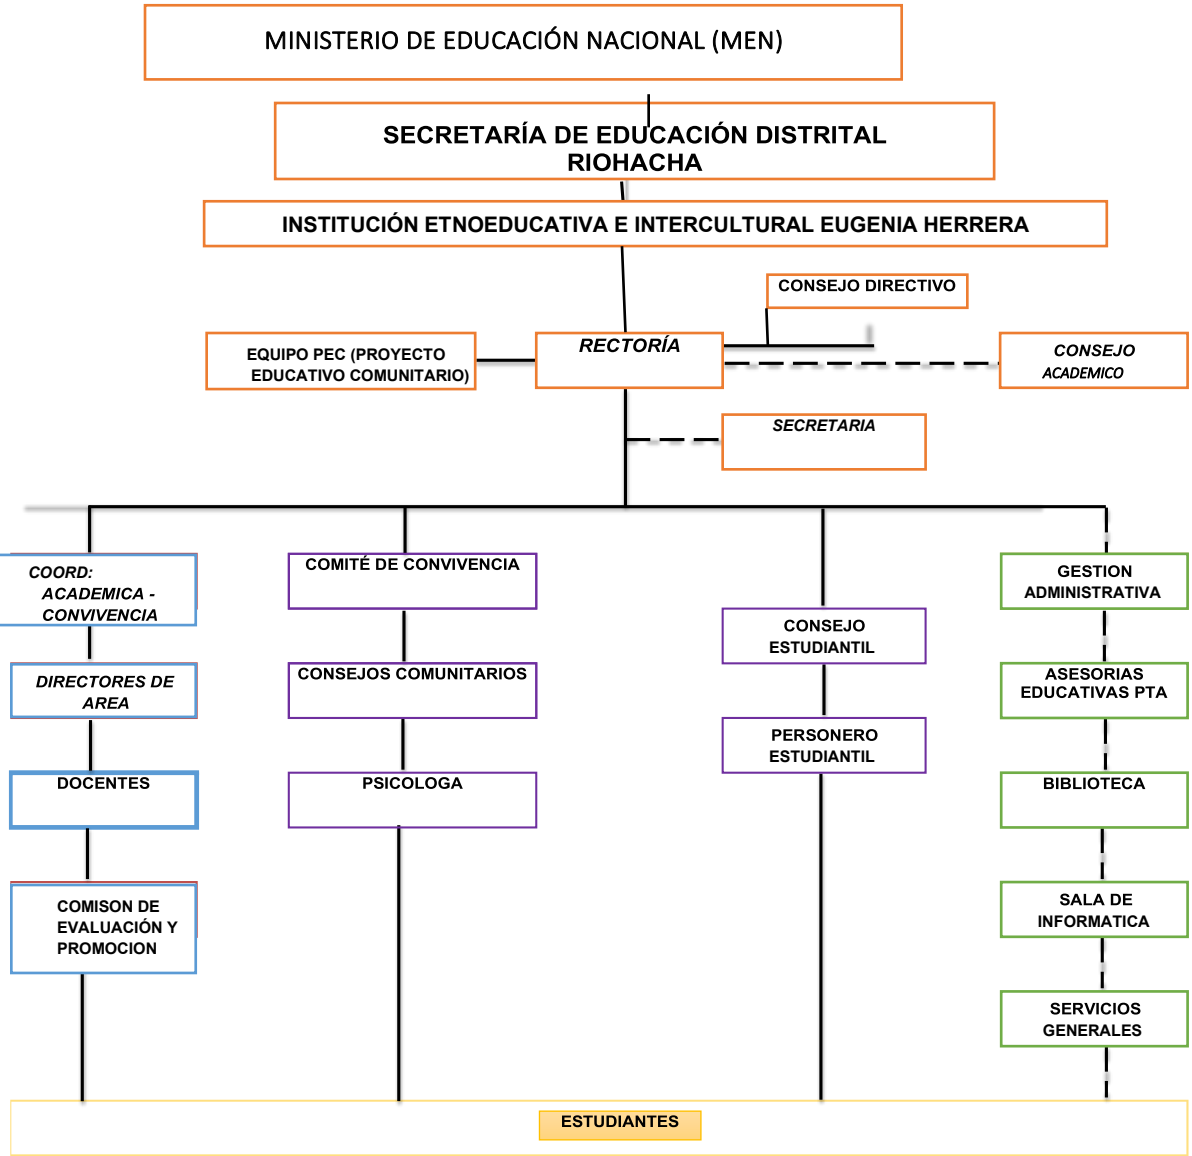 MINISTERIO DE EDUCACIÓN NACIONAL (MEN)
SECRETARÍA DE EDUCACIÓN DISTRITAL
RIOHACHA
INSTITUCIÓN ETNOEDUCATIVA E INTERCULTURAL EUGENIA HERRERA
CONSEJO DIRECTIVO
EQUIPO PEC (PROYECTO
EDUCATIVO COMUNITARIO)
RECTORÍA
CONSEJO
ACADEMICO
SECRETARIA
COORD:
ACADEMICA -
CONVIVENCIA
DIRECTORES DE
AREA
DOCENTES
COMISON DE
EVALUACIÓN Y
PROMOCION
COMITÉ DE CONVIVENCIA
CONSEJOS COMUNITARIOS
PSICOLOGA
CONSEJO
ESTUDIANTIL
PERSONERO
ESTUDIANTIL
GESTION
ADMINISTRATIVA
ASESORIAS
EDUCATIVAS PTA
BIBLIOTECA
SALA DE
INFORMATICA
SERVICIOS
GENERALES
ESTUDIANTES